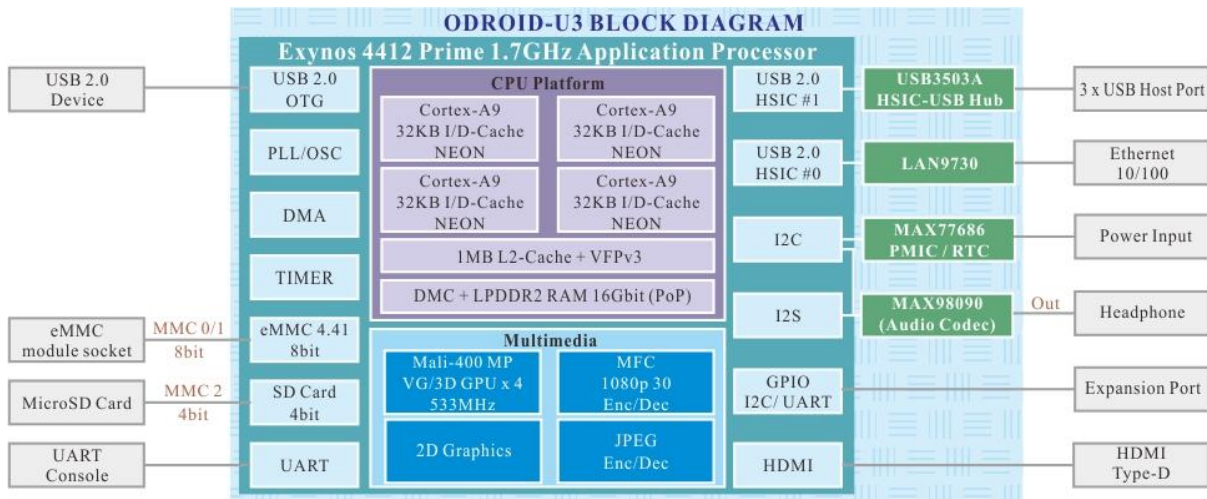 ODROID-U3 BLOCK DIAGRAM
Exynos 4412 Prime 1.7GHz Application Processor
USB 2.0
Device
eMMC
module socket
MMC 0/1
8bit
MicroSD Card
MMC 2
4bit
UART
Console
USB 2.0
OTG
PLL/OSC
DMA
TIMER
eMMC 4.41
8bit
SD Card
4bit
UART
CPU Platform
Cortex-A9
32KB I/D-Cache
NEON
Cortex-A9
32KB I/D-Cache
NEON
Cortex-A9
32KB I/D-Cache
NEON
Cortex-A9
32KB I/D-Cache
NEON
1MB L2-Cache + VFPv3
DMC + LPDDR2 RAM 16Gbit (PoP)
Multimedia
Mali-400 MP
VG/3D GPU x 4
533MHz
MFC
1080p 30
Enc/Dec
2D Graphics
JPEG
Enc/Dec
USB 2.0
HSIC #1
USB 2.0
HSIC #0
I2C
I2S
GPIO
I2C/ UART
HDMI
USB3503A
HSIC-USB Hub
LAN9730
MAX77686
PMIC / RTC
MAX98090
(Audio Codec)
Out
3 x USB Host Port
Ethernet
10/100
Power Input
Headphone
Expansion Port
HDMI
Type-D